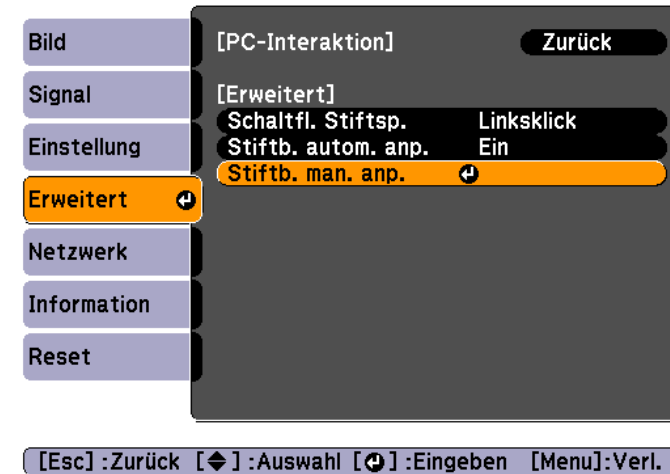 Bild
Signal
Einstellung
Erweitert
Netzwerk
Information
Reset
[PC-Interaktion] Zurück
[Erweitert]
Schaltfl. Stiftsp. Linksklick
Stiftb. autom. anp. Ein
Stiftb. man. anp.
[Esc] :Zurück [◆] :Auswahl [⏎] :Eingeben [Menu]:Verl.